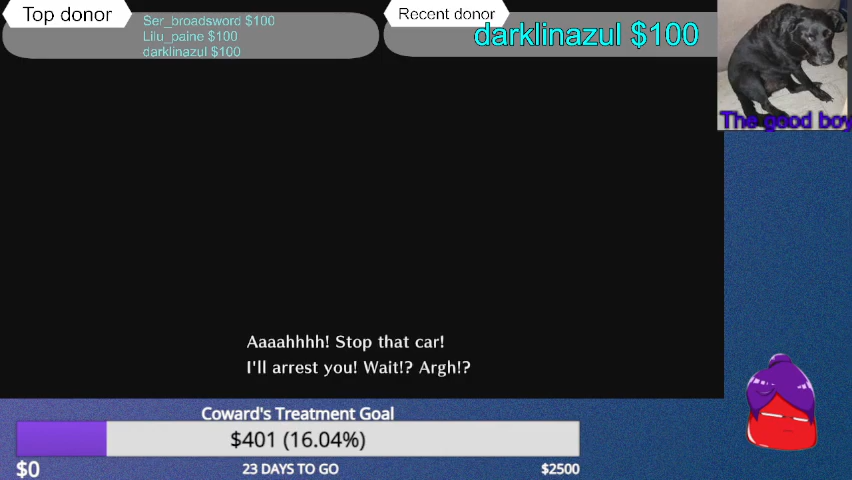 Top donor
Ser_broadsword $100
Lilu_paine $100
darklinazul $100
Recent donor
darklinazul $100
The good boy
Aaaahhhh! Stop that car!
I'll arrest you! Wait!? Argh!?
Coward's Treatment Goal
$401 (16.04%)
$0
23 DAYS TO GO
$2500